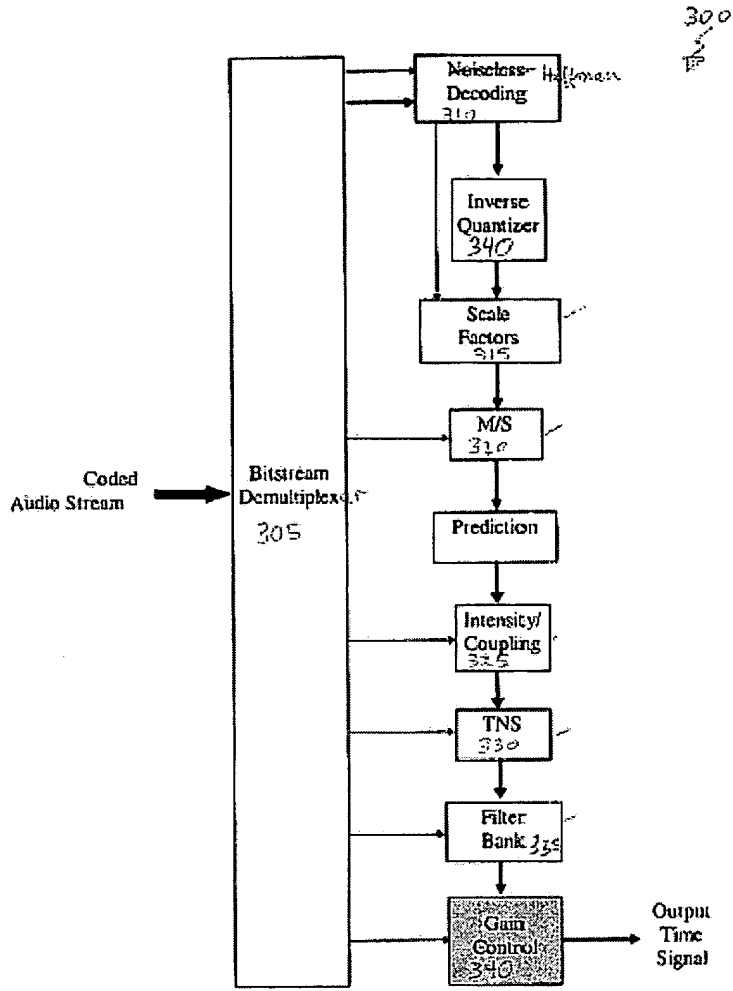 300
Noiseless
Huffman
Decoding
310
Inverse
Quantizer
340
Scale
Factors
315
M/S
320
Coded
Audio Stream
Bitstream
Demultiplexer
305
Prediction
Intensity/
Coupling
325
TNS
330
Filter
Bank 335
Gain
Control
340
Output
Time
Signal